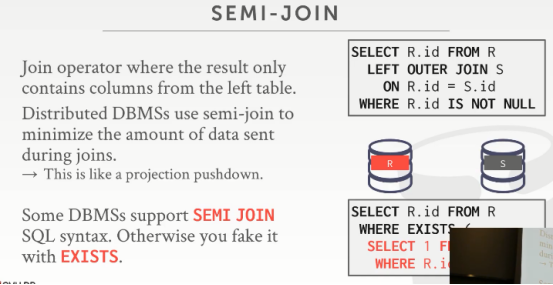 SEMI-JOIN
Join operator where the result only
contains columns from the left table.
Distributed DBMSs use semi-join to
minimize the amount of data sent
during joins.
→ This is like a projection pushdown.
Some DBMSs support SEMI JOIN
SQL syntax. Otherwise you fake it
with EXISTS.
SELECT R.id FROM R
LEFT OUTER JOIN S
ON R.id = S.id
WHERE R.id IS NOT NULL
R
S
SELECT R.id FROM R
WHERE EXISTS (
SELECT 1
WHERE